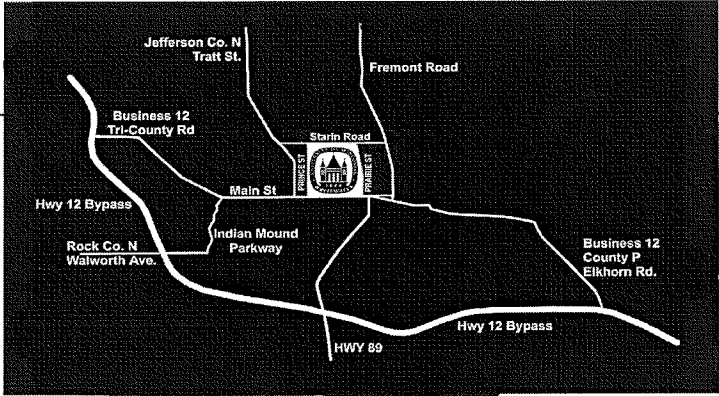 Jefferson Co. N
Tratt St.
Fremont Road
Business 12
Tri-County Rd
Starin Road
PRINCE ST
PRAIRIE ST
Main St
Hwy 12 Bypass
Indian Mound
Parkway
Rock Co. N
Walworth Ave.
Business 12
County P
Elkhorn Rd.
Hwy 12 Bypass
HWY 89